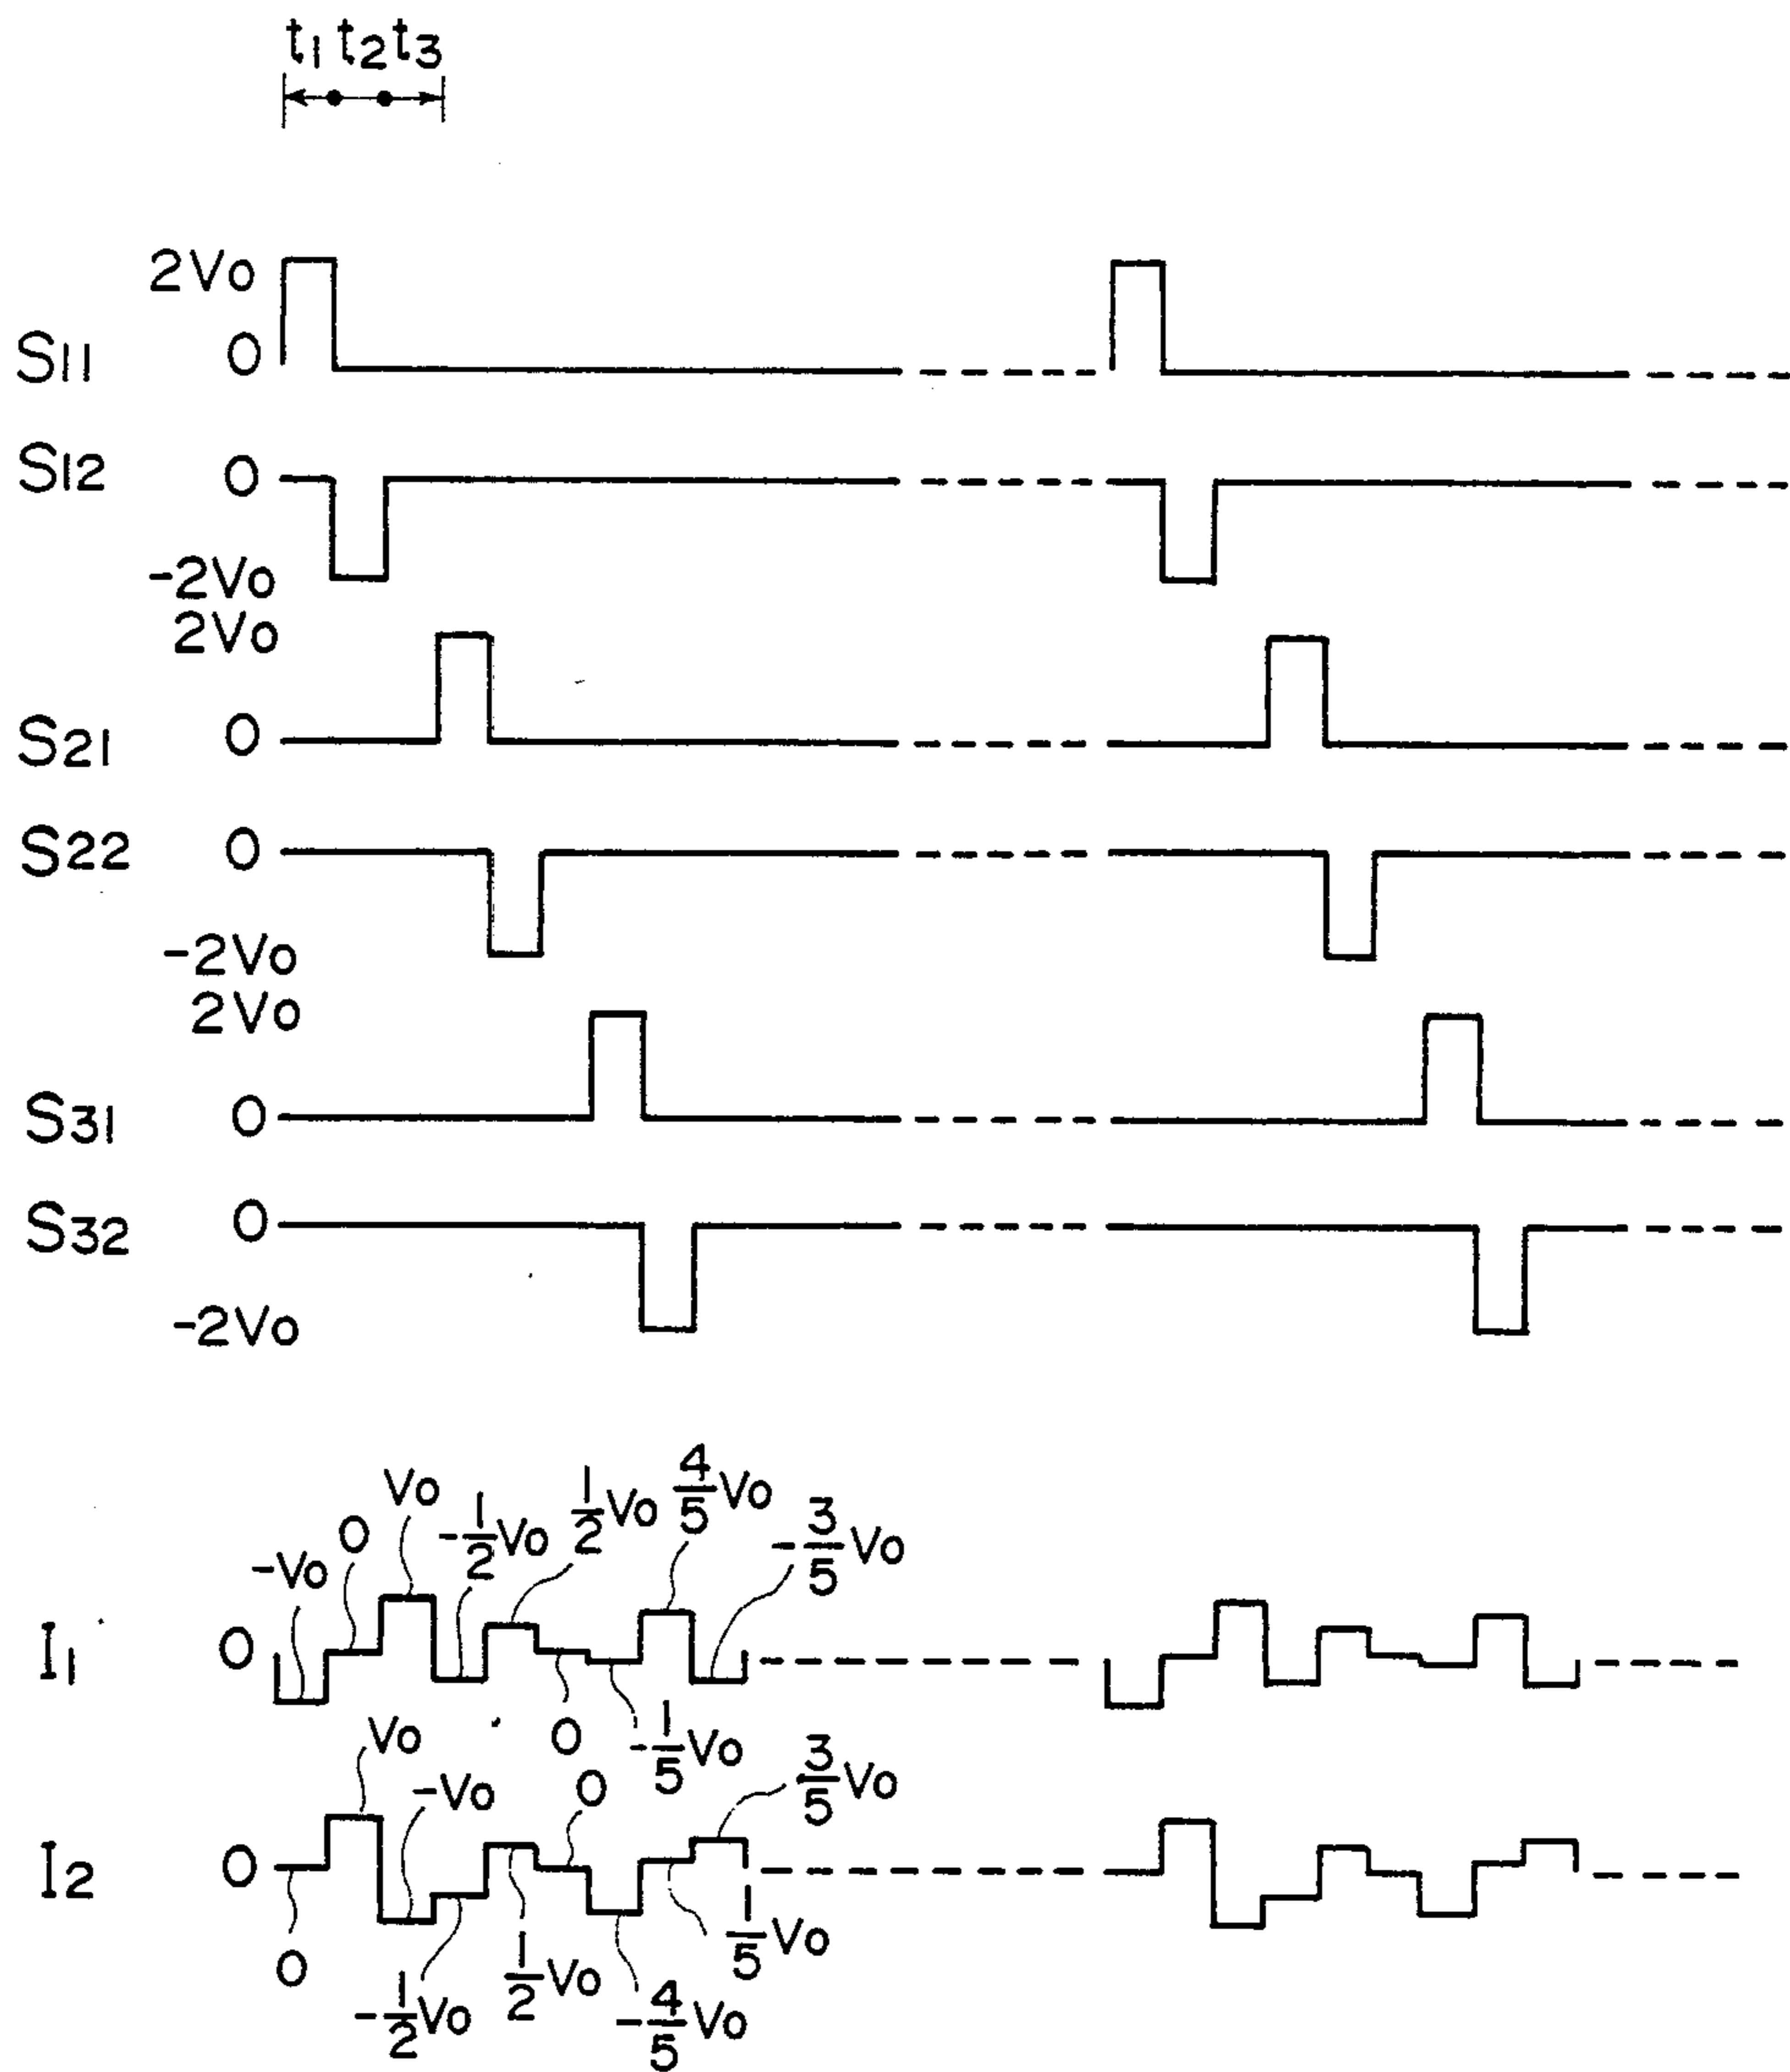 t1 t2 t3
2Vo
S11 0
S12 0
-2Vo
2Vo
S21 0
S22 0
-2Vo
2Vo
S31 0
S32 0
-2Vo
-Vo 0 Vo -1/2Vo 1/2Vo 4/5Vo -3/5Vo
I1 0
0 -1/5Vo
Vo -Vo 0 3/5Vo
I2 0
0 -1/2Vo 1/2Vo -4/5Vo 1/5Vo